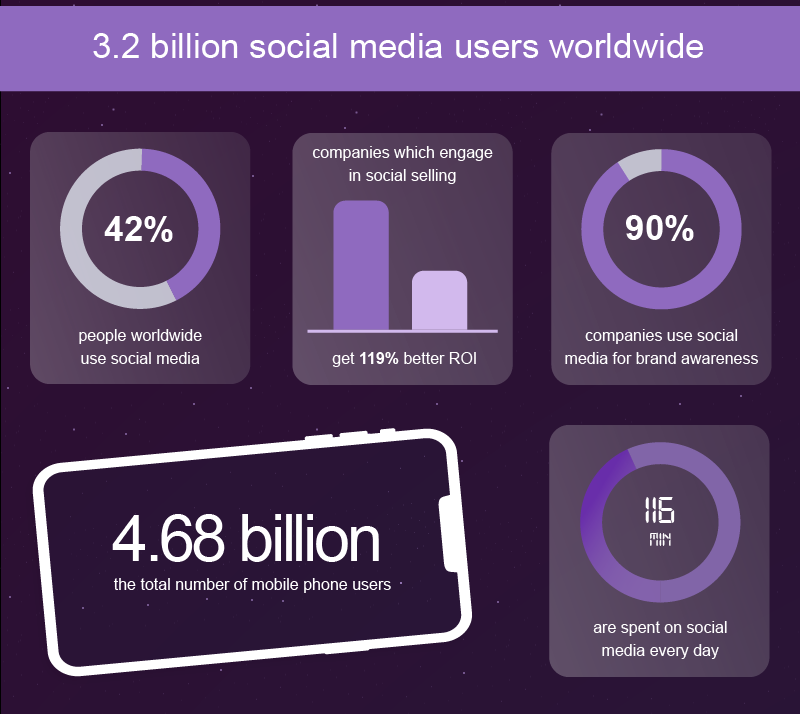 3.2 billion social media users worldwide
42%
people worldwide
use social media
companies which engage
in social selling
get 119% better ROI
90%
companies use social
media for brand awareness
4.68 billion
the total number of mobile phone users
116
MIN
are spent on social
media every day